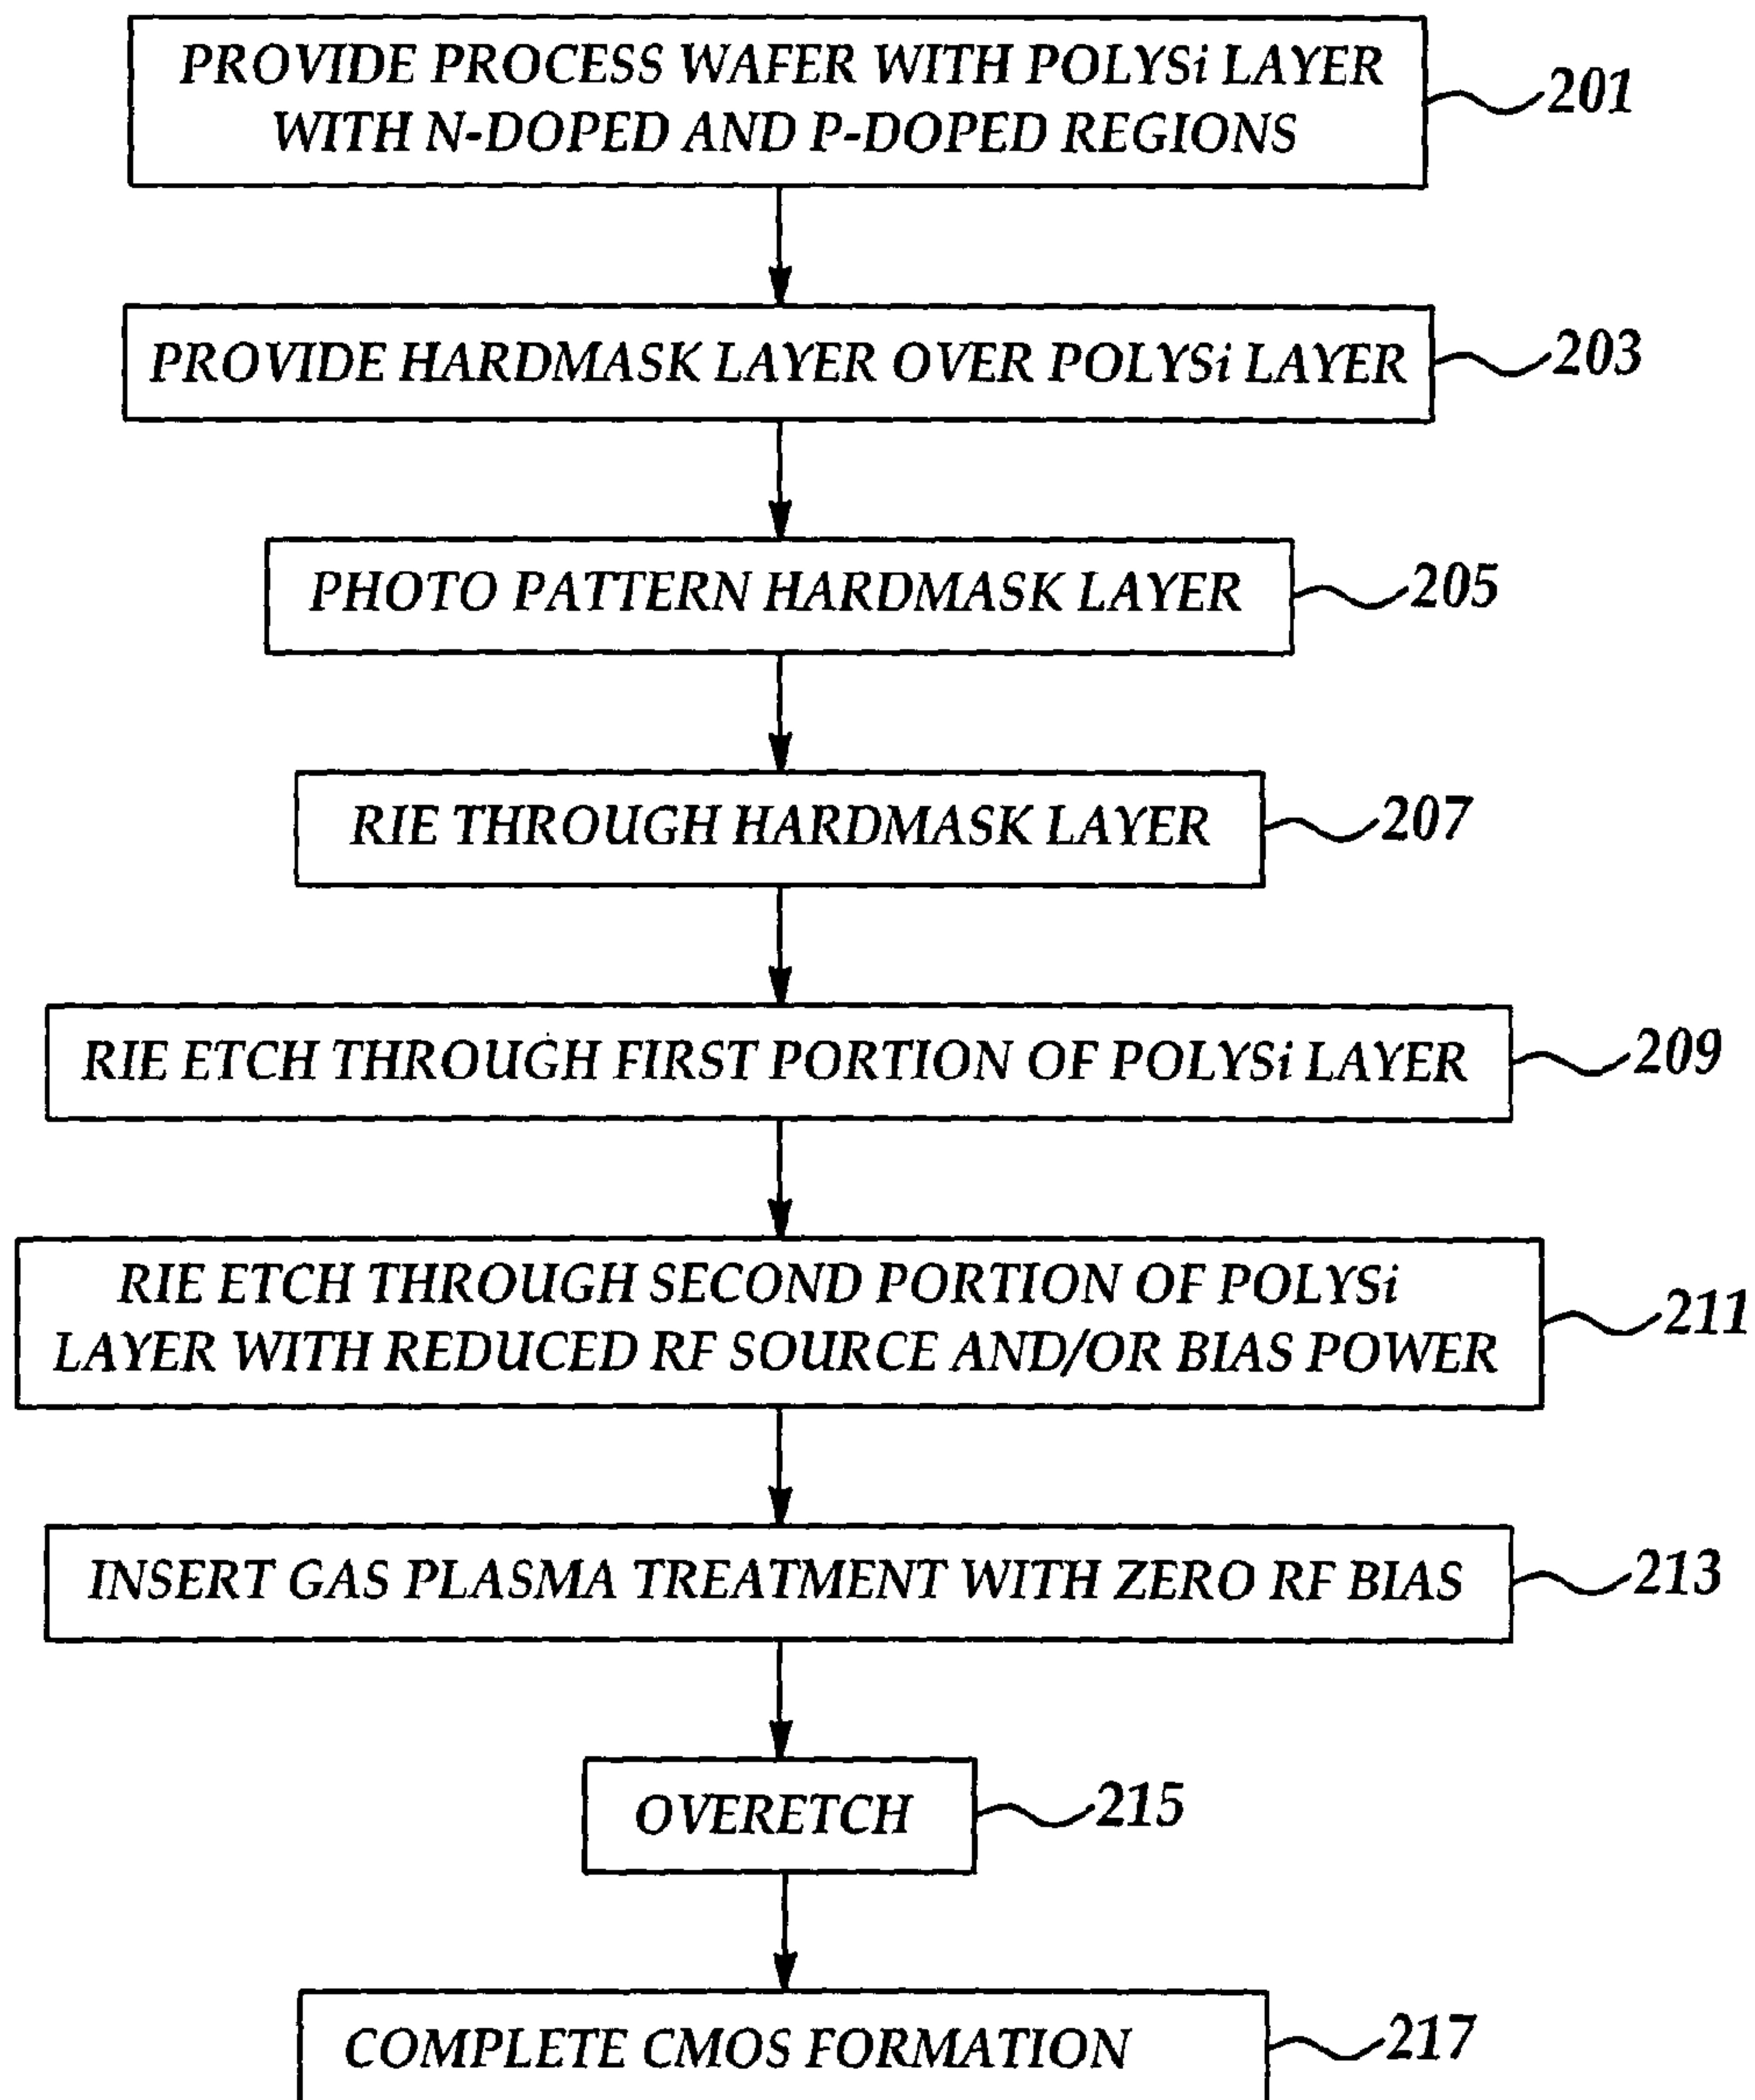 PROVIDE PROCESS WAFER WITH POLYSi LAYER
WITH N-DOPED AND P-DOPED REGIONS
201
PROVIDE HARDMASK LAYER OVER POLYSi LAYER
203
PHOTO PATTERN HARDMASK LAYER
205
RIE THROUGH HARDMASK LAYER
207
RIE ETCH THROUGH FIRST PORTION OF POLYSi LAYER
209
RIE ETCH THROUGH SECOND PORTION OF POLYSi
LAYER WITH REDUCED RF SOURCE AND/OR BIAS POWER
211
INSERT GAS PLASMA TREATMENT WITH ZERO RF BIAS
213
OVERETCH
215
COMPLETE CMOS FORMATION
217